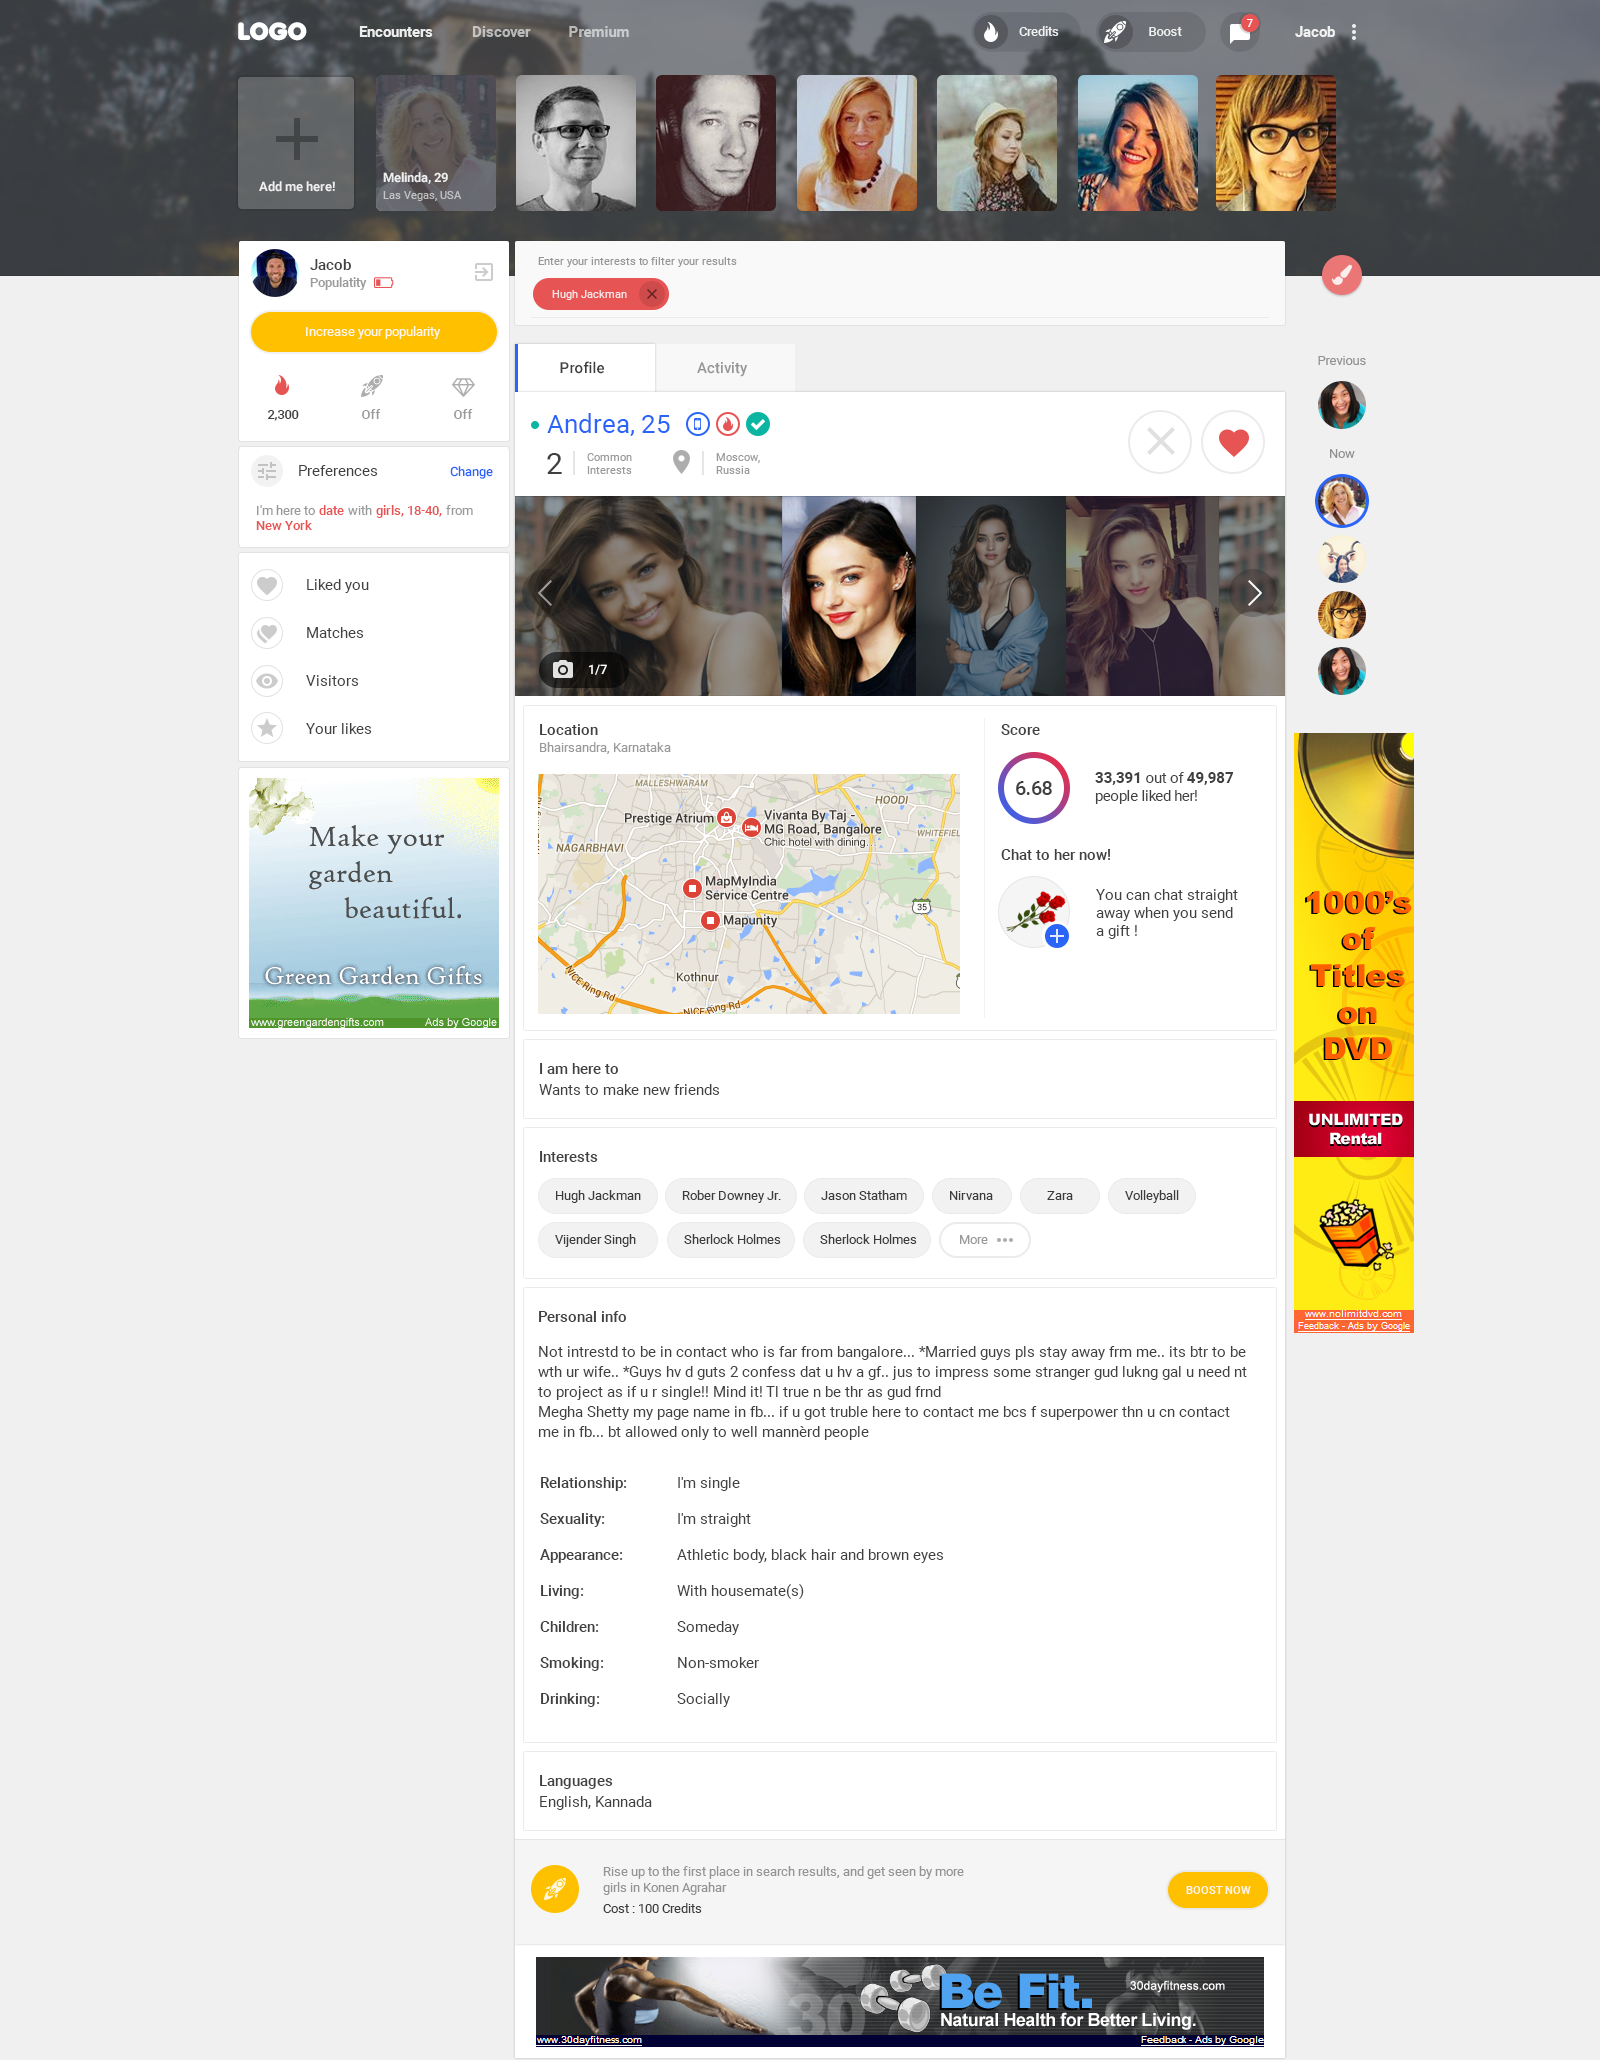 LOGO
Encounters
Discover
Premium
Credits
Boost
7
Jacob
Add me here!
Melinda, 29
Las Vegas, USA
Jacob
Populatity
Increase your popularity
2,300
Off
Off
Preferences
Change
I'm here to date with girls, 18-40, from
New York
Liked you
Matches
Visitors
Your likes
Make your
garden
beautiful.
Green Garden Gifts
www.greengardengifts.com
Ads by Google
Enter your interests to filter your results
Hugh Jackman
Profile
Activity
Andrea, 25
2
Common
Interests
Moscow,
Russia
1/7
Location
Bhairsandra, Karnataka
MALLESHWARAM
HOODI
Prestige Atrium
Vivanta By Taj -
MG Road, Bangalore
Chic hotel with dining...
WHITEFIEL
NAGARBHAVI
MapMyIndia
Service Centre
35
Mapunity
Kothnur
NICE Ring Rd
NICE Ring Rd
Score
6.68
33,391 out of 49,987
people liked her!
Chat to her now!
You can chat straight
away when you send
a gift !
I am here to
Wants to make new friends
Interests
Hugh Jackman
Rober Downey Jr.
Jason Statham
Nirvana
Zara
Volleyball
Vijender Singh
Sherlock Holmes
Sherlock Holmes
More
Personal info
Not intrestd to be in contact who is far from bangalore... *Married guys pls stay away frm me.. its btr to be
wth ur wife.. *Guys hv d guts 2 confess dat u hv a gf.. jus to impress some stranger gud lukng gal u need nt
to project as if u r single!! Mind it! Tl true n be thr as gud frnd
Megha Shetty my page name in fb... if u got truble here to contact me bcs f superpower thn u cn contact
me in fb... bt allowed only to well mannèrd people
Relationship: I'm single
Sexuality: I'm straight
Appearance: Athletic body, black hair and brown eyes
Living: With housemate(s)
Children: Someday
Smoking: Non-smoker
Drinking: Socially
Languages
English, Kannada
Rise up to the first place in search results, and get seen by more
girls in Konen Agrahar
Cost : 100 Credits
BOOST NOW
30
Be Fit.
30dayfitness.com
Natural Health for Better Living.
www.30dayfitness.com
Feedback - Ads by Google
Previous
Now
1000's
of
Titles
on
DVD
UNLIMITED
Rental
www.nolimitdvd.com
Feedback - Ads by Google